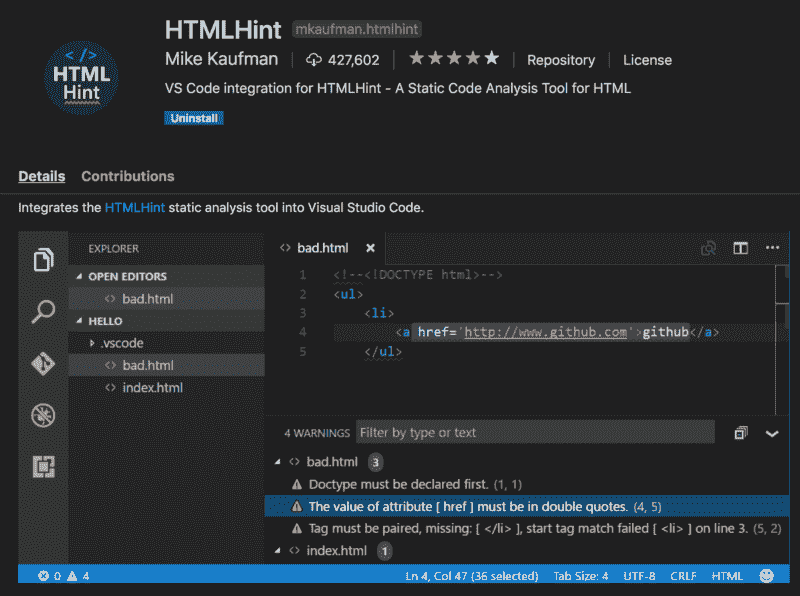 HTMLHint mkaufman.htmlhint
</>
HTML
Hint
Mike Kaufman 427,602 Repository License
VS Code integration for HTMLHint - A Static Code Analysis Tool for HTML
Uninstall
Details Contributions
Integrates the HTMLHint static analysis tool into Visual Studio Code.
EXPLORER
OPEN EDITORS
<> bad.html
HELLO
.vscode
<> bad.html
<> index.html
<> bad.html ×
1 <!--<!DOCTYPE html>-->
2 <ul>
3 <li>
4 <a href='http://www.github.com'>github</a>
5 </ul>
4 WARNINGS Filter by type or text
<> bad.html 3
Doctype must be declared first. (1, 1)
The value of attribute [ href ] must be in double quotes. (4, 5)
Tag must be paired, missing: [ </li> ], start tag match failed [ <li> ] on line 3. (5, 2)
<> index.html 1
0 4 Ln 4, Col 47 (36 selected) Tab Size: 4 UTF-8 CRLF HTML